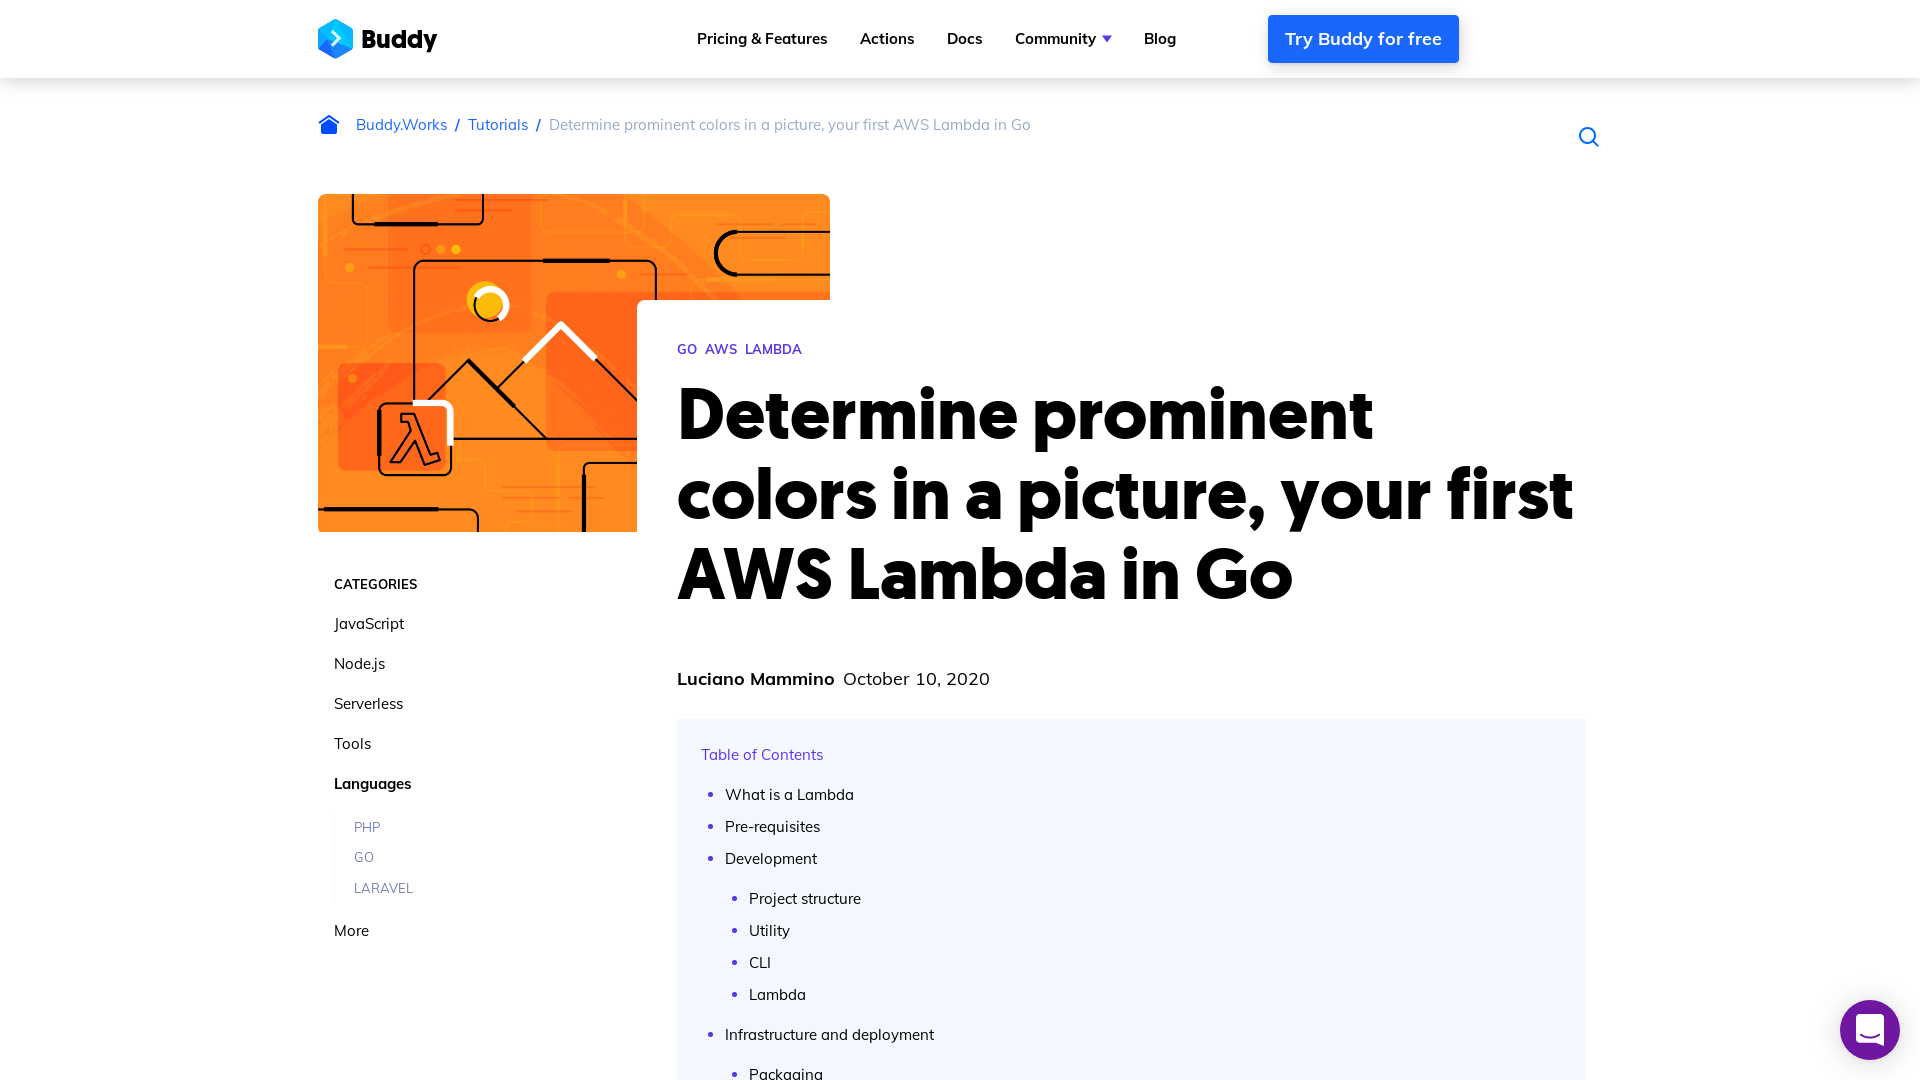 Buddy
Pricing & Features
Actions
Docs
Community
Blog
Try Buddy for free
Buddy.Works / Tutorials / Determine prominent colors in a picture, your first AWS Lambda in Go
GO AWS LAMBDA
Determine prominent
colors in a picture, your first
AWS Lambda in Go
Luciano Mammino October 10, 2020
CATEGORIES
JavaScript
Node.js
Serverless
Tools
Languages
PHP
GO
LARAVEL
More
Table of Contents
What is a Lambda
Pre-requisites
Development
Project structure
Utility
CLI
Lambda
Infrastructure and deployment
Packaging